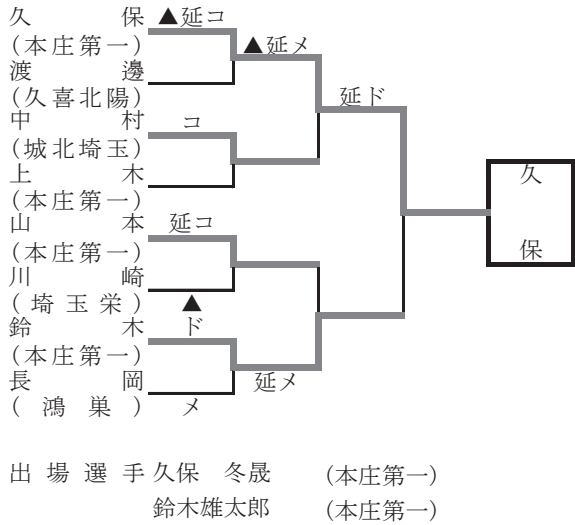 久保 ▲延コ
(本庄第一) ▲延メ
渡邊
(久喜北陽) 延ド
中村 コ
(城北埼玉)
上木 久
(本庄第一)
山本 延コ
(本庄第一) 保
川崎
(埼玉栄) ▲
鈴木 ド
(本庄第一)
長岡 延メ
(鴻巣) メ
出場選手 久保 冬晟 (本庄第一)
鈴木雄太郎 (本庄第一)